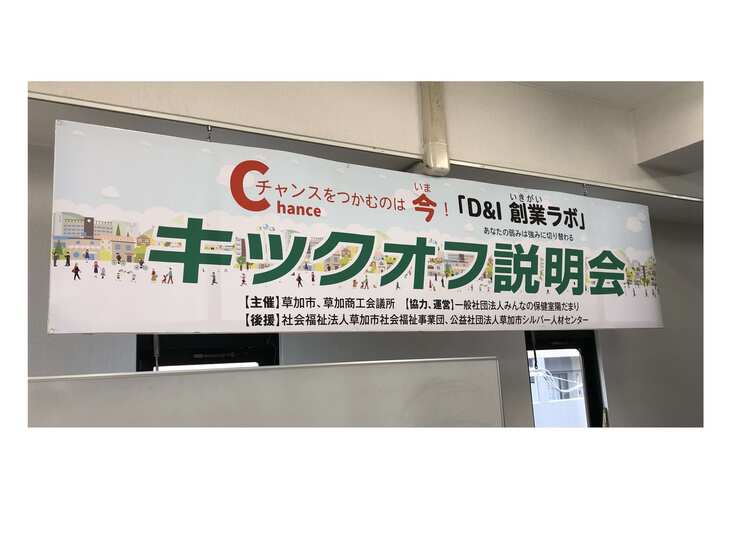 Chance チャンスをつかむのは 今(いま)！「D&I 創業(いきがい)ラボ」
あなたの弱みは強みに切り替わる
キックオフ説明会
【主催】草加市、草加商工会議所 【協力、運営】一般社団法人みんなの保健室陽だまり
【後援】社会福祉法人草加市社会福祉事業団、公益社団法人草加市シルバー人材センター